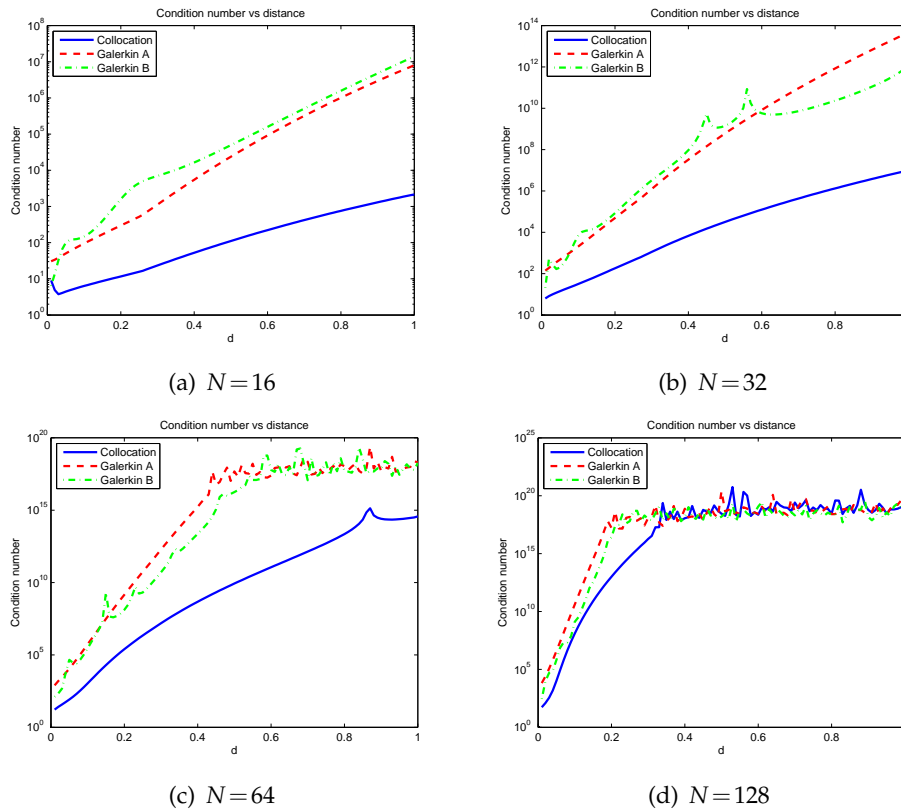 Condition number vs distance
Collocation
Galerkin A
Galerkin B
Condition number
10^8
10^7
10^6
10^5
10^4
10^3
10^2
10^1
10^0
0 0.2 0.4 0.6 0.8 1
d
(a) N=16
Condition number vs distance
Collocation
Galerkin A
Galerkin B
Condition number
10^14
10^12
10^10
10^8
10^6
10^4
10^2
10^0
0 0.2 0.4 0.6 0.8
d
(b) N=32
Condition number vs distance
Collocation
Galerkin A
Galerkin B
Condition number
10^20
10^15
10^10
10^5
10^0
0 0.2 0.4 0.6 0.8 1
d
(c) N=64
Condition number vs distance
Collocation
Galerkin A
Galerkin B
Condition number
10^25
10^20
10^15
10^10
10^5
10^0
0 0.2 0.4 0.6 0.8
d
(d) N=128